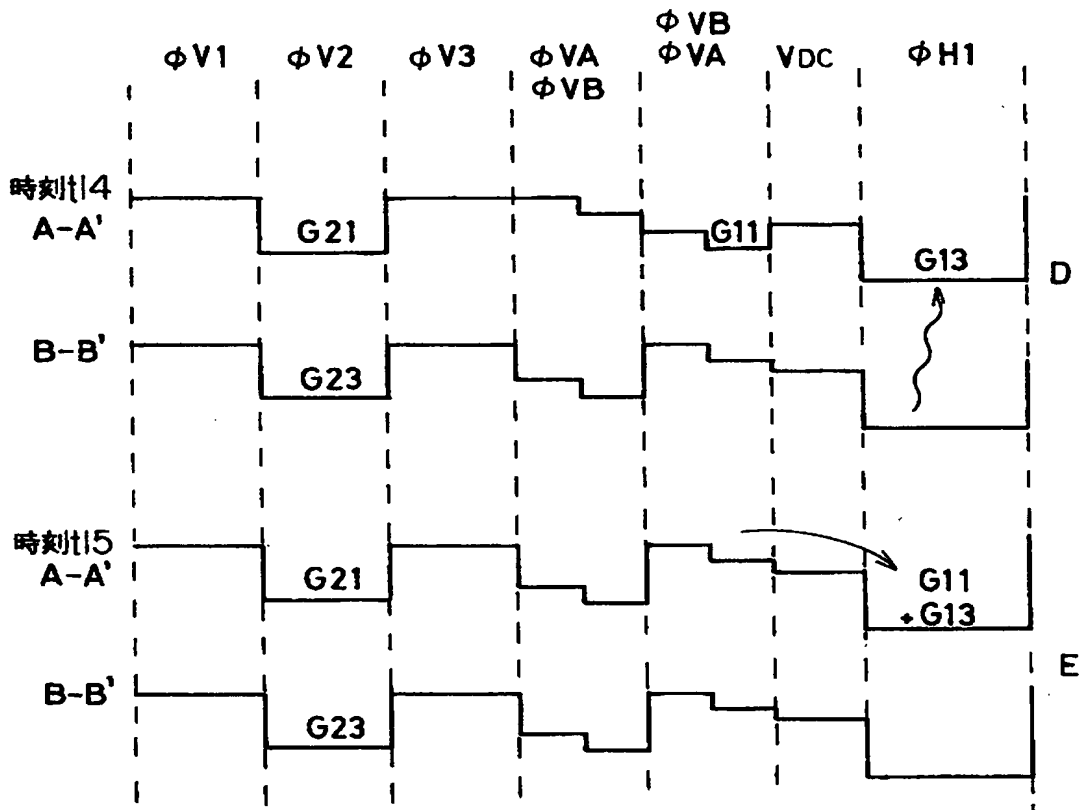 φVB
φV1 φV2 φV3 φVA φVA VDC φH1
φVB
時刻t14
A-A' G21 G11 G13 D
B-B' G23
時刻t15
A-A' G21 G11
+G13
E
B-B' G23